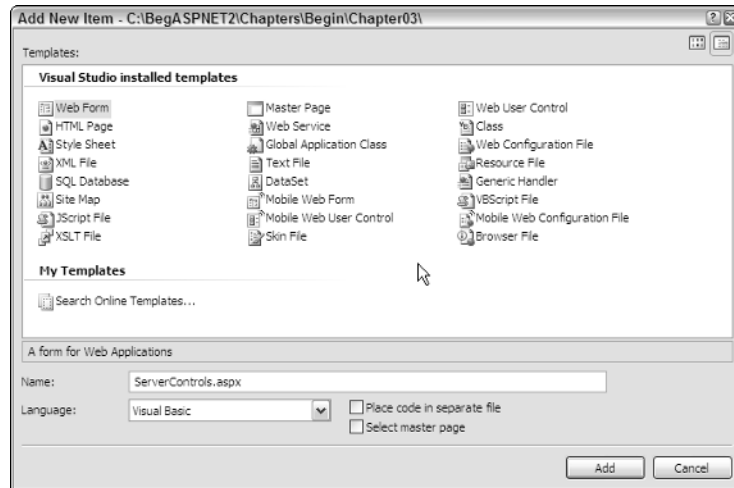 Add New Item - C:\BegASPNET2\Chapters\Begin\Chapter03\
Templates:
Visual Studio installed templates
Web Form
Master Page
Web User Control
HTML Page
Web Service
Class
Style Sheet
Global Application Class
Web Configuration File
XML File
Text File
Resource File
SQL Database
DataSet
Generic Handler
Site Map
Mobile Web Form
VBScript File
JScript File
Mobile Web User Control
Mobile Web Configuration File
XSLT File
Skin File
Browser File
My Templates
Search Online Templates...
A form for Web Applications
Name:
ServerControls.aspx
Language:
Visual Basic
Place code in separate file
Select master page
Add
Cancel